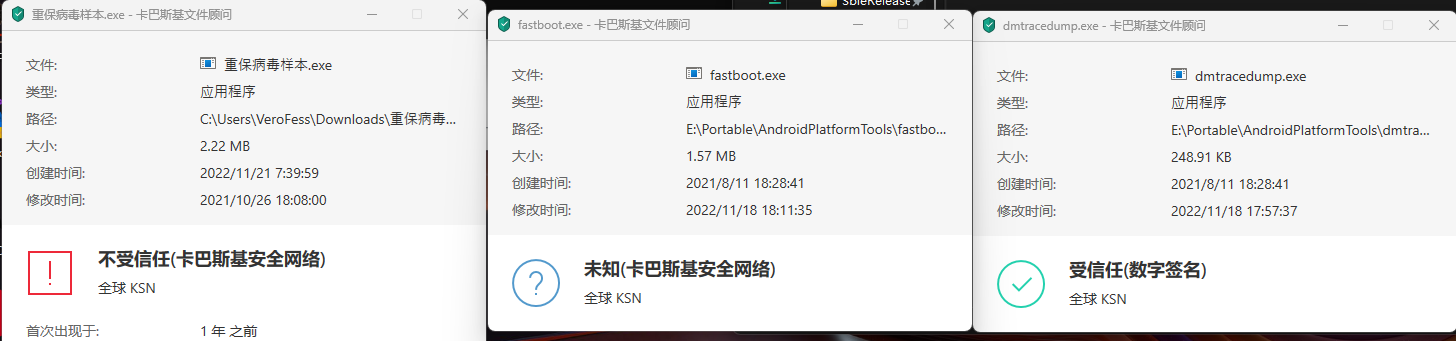 SbieRelease
重保病毒样本.exe - 卡巴斯基文件顾问
文件: 重保病毒样本.exe
类型: 应用程序
路径: C:\Users\VeroFess\Downloads\重保病毒...
大小: 2.22 MB
创建时间: 2022/11/21 7:39:59
修改时间: 2021/10/26 18:08:00
不受信任(卡巴斯基安全网络)
全球 KSN
首次出现于: 1 年 之前
fastboot.exe - 卡巴斯基文件顾问
文件: fastboot.exe
类型: 应用程序
路径: E:\Portable\AndroidPlatformTools\fastbo...
大小: 1.57 MB
创建时间: 2021/8/11 18:28:41
修改时间: 2022/11/18 18:11:35
未知(卡巴斯基安全网络)
全球 KSN
dmtracedump.exe - 卡巴斯基文件顾问
文件: dmtracedump.exe
类型: 应用程序
路径: E:\Portable\AndroidPlatformTools\dmtra...
大小: 248.91 KB
创建时间: 2021/8/11 18:28:41
修改时间: 2022/11/18 17:57:37
受信任(数字签名)
全球 KSN